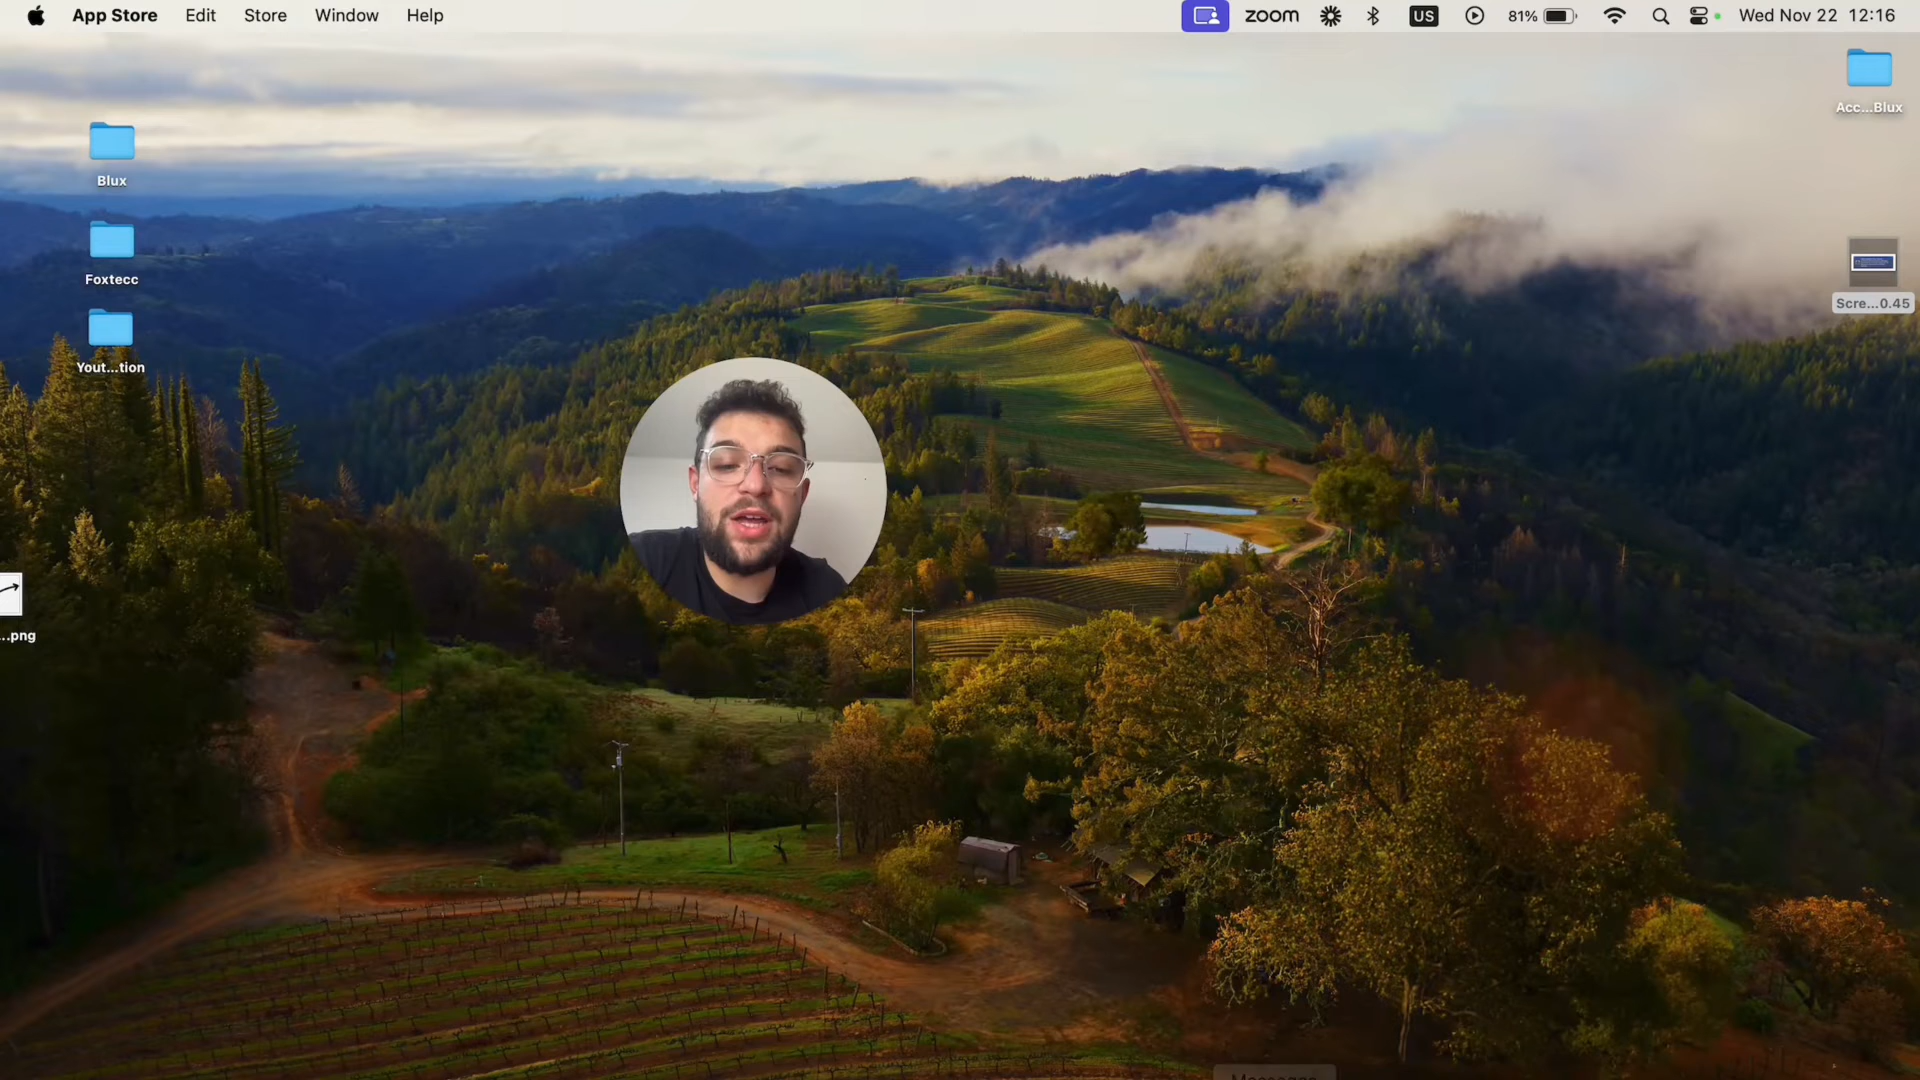 App Store Edit Store Window Help zoom US 81% Wed Nov 22 12:16
Acc...Blux
Blux
Foxtecc
Scre...0.45
Yout...tion
...png